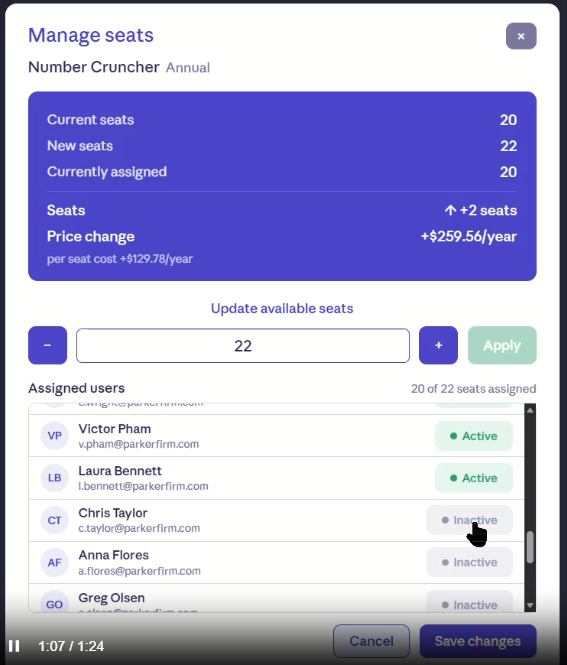 Manage seats
×
Number Cruncher Annual
Current seats 20
New seats 22
Currently assigned 20
Seats ↑ +2 seats
Price change +$259.56/year
per seat cost +$129.78/year
Update available seats
− 22 + Apply
Assigned users 20 of 22 seats assigned
VP Victor Pham Active
v.pham@parkerfirm.com
LB Laura Bennett Active
l.bennett@parkerfirm.com
CT Chris Taylor Inactive
c.taylor@parkerfirm.com
AF Anna Flores Inactive
a.flores@parkerfirm.com
GO Greg Olsen Inactive
Cancel Save changes
1:07 / 1:24